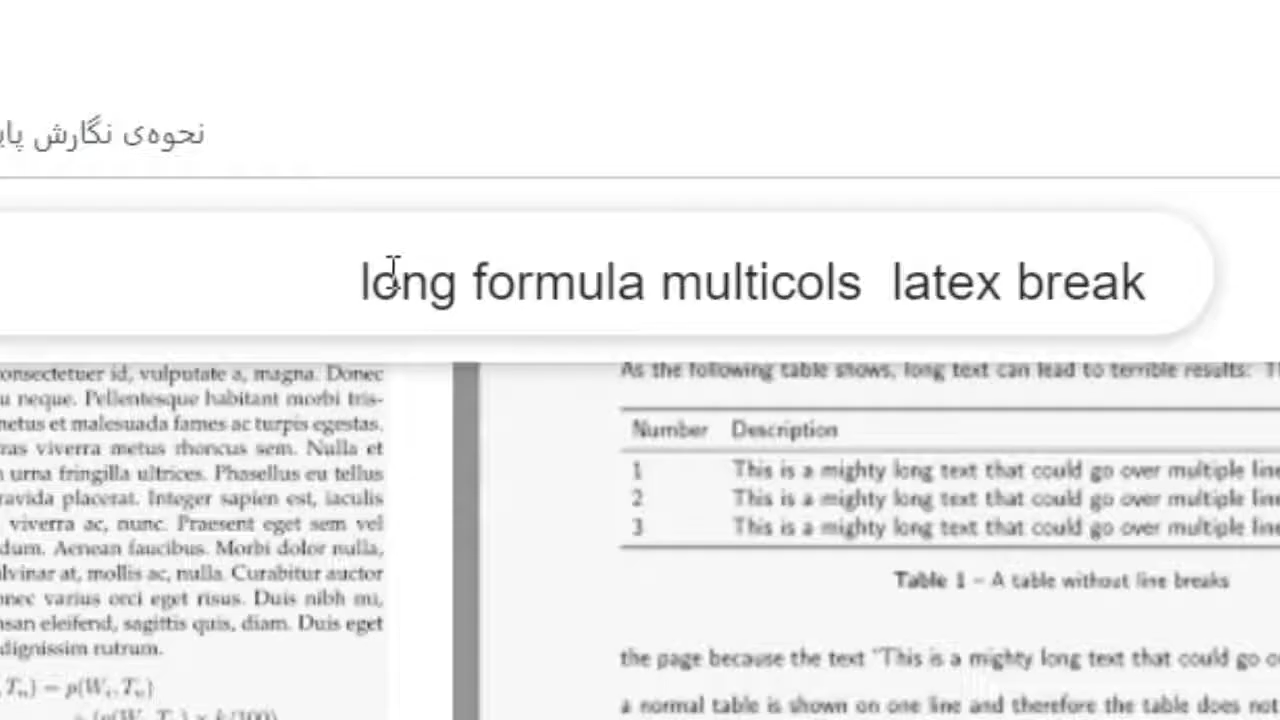 نحوه‌ی نگارش
long formula multicols latex break
consectetuer id, vulputate a, magna. Donec
u neque. Pellentesque habitant morbi tris-
netus et malesuada fames ac turpis egestas.
ras viverra metus rhoncus sem. Nulla et
urna fringilla ultrices. Phasellus eu tellus
ravida placerat. Integer sapien est, iaculis
viverra ac, nunc. Praesent eget sem vel
dum. Aenean faucibus. Morbi dolor nulla,
lvinar at, mollis ac, nulla. Curabitur auctor
onec varius orci eget risus. Duis nibh mi,
nsan eleifend, sagittis quis, diam. Duis eget
dignissim rutrum.
As the following table shows, long text can lead to terrible results:
Number Description
1 This is a mighty long text that could go over multiple line
2 This is a mighty long text that could go over multiple line
3 This is a mighty long text that could go over multiple line
Table 1 – A table without line breaks
the page because the text "This is a mighty long text that could go
a normal table is shown on one line and therefore the table does not